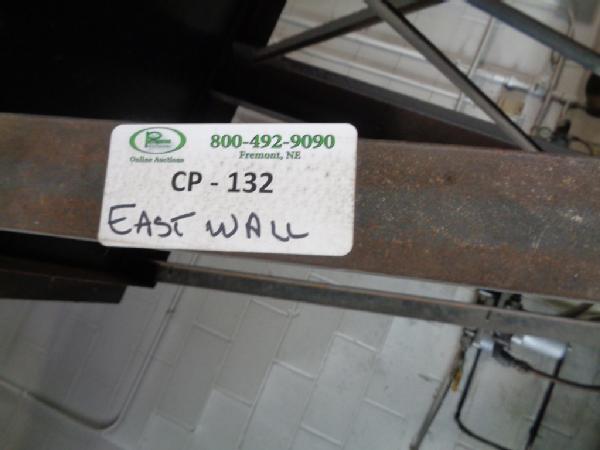 800-492-9090
Online Auctions
Fremont, NE
CP - 132
EAST WALL